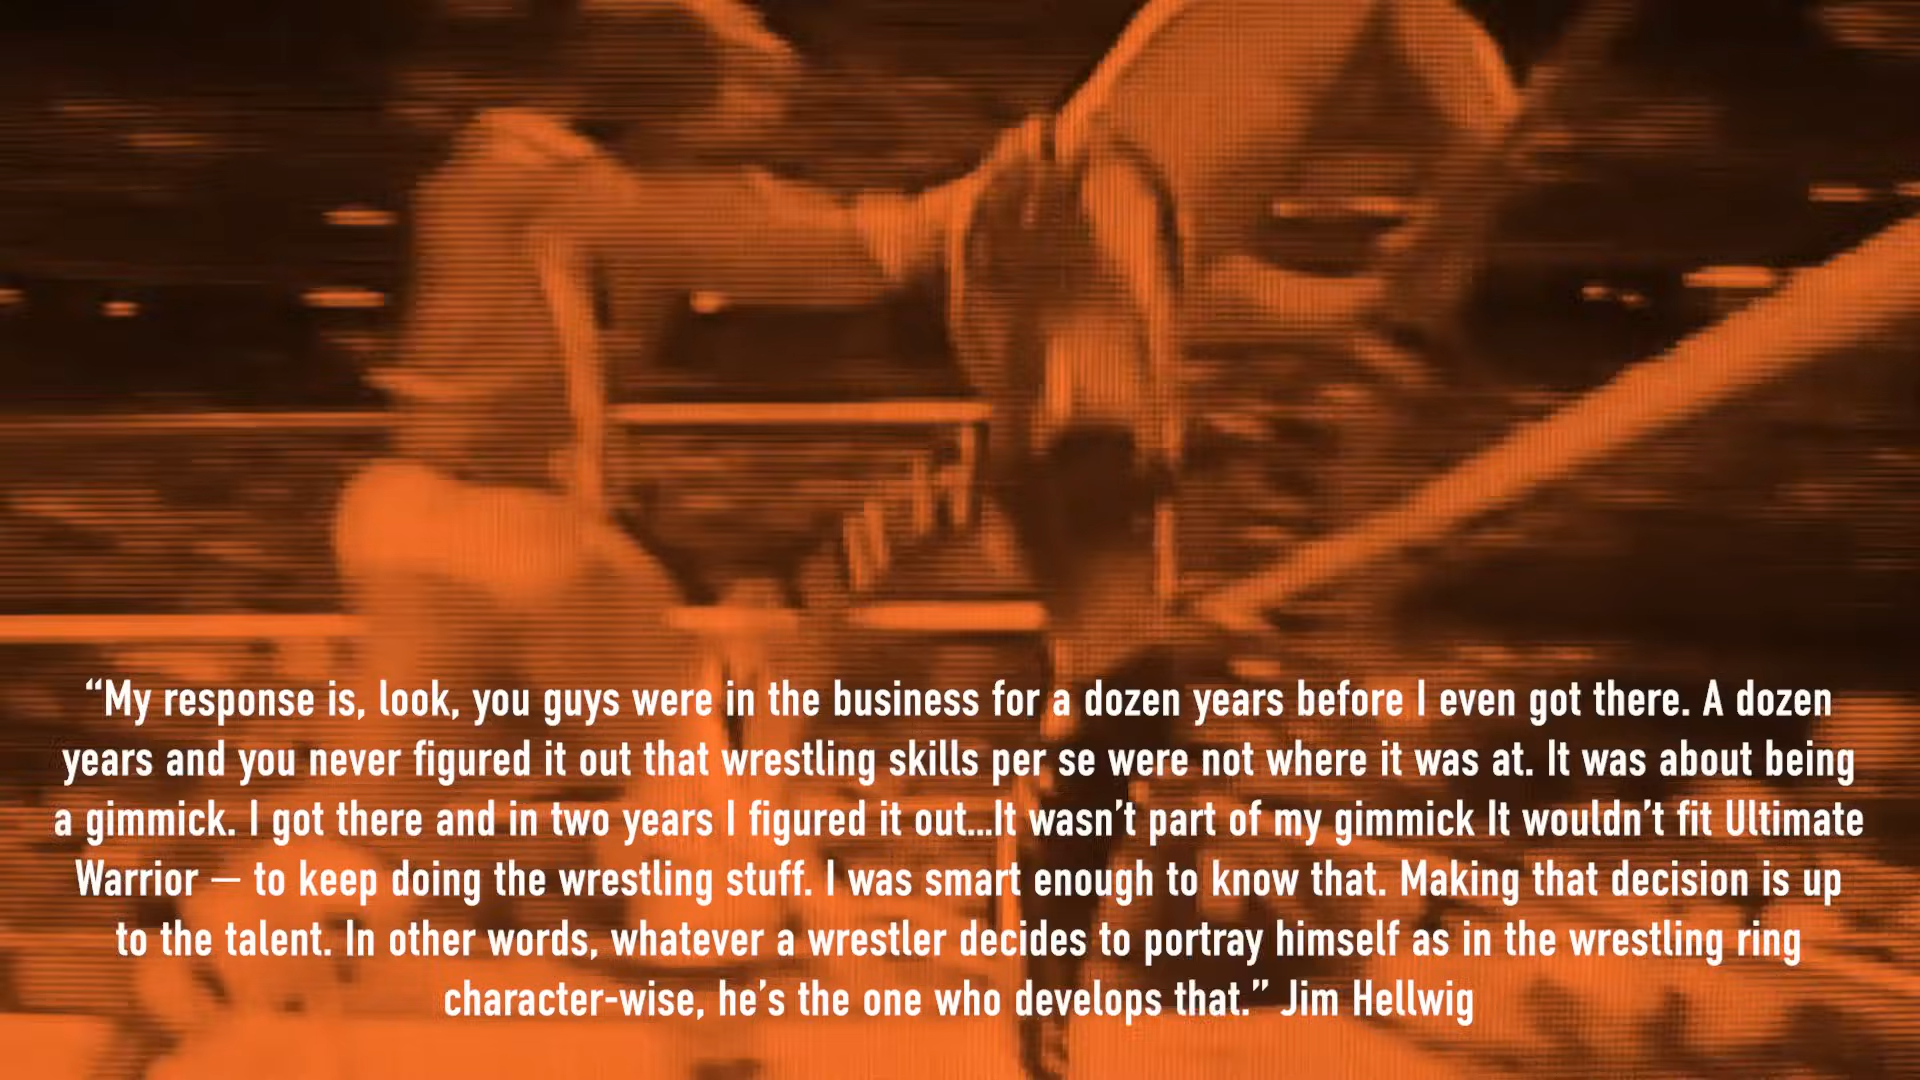 “My response is, look, you guys were in the business for a dozen years before I even got there. A dozen
years and you never figured it out that wrestling skills per se were not where it was at. It was about being
a gimmick. I got there and in two years I figured it out...It wasn’t part of my gimmick It wouldn’t fit Ultimate
Warrior – to keep doing the wrestling stuff. I was smart enough to know that. Making that decision is up
to the talent. In other words, whatever a wrestler decides to portray himself as in the wrestling ring
character-wise, he’s the one who develops that.” Jim Hellwig